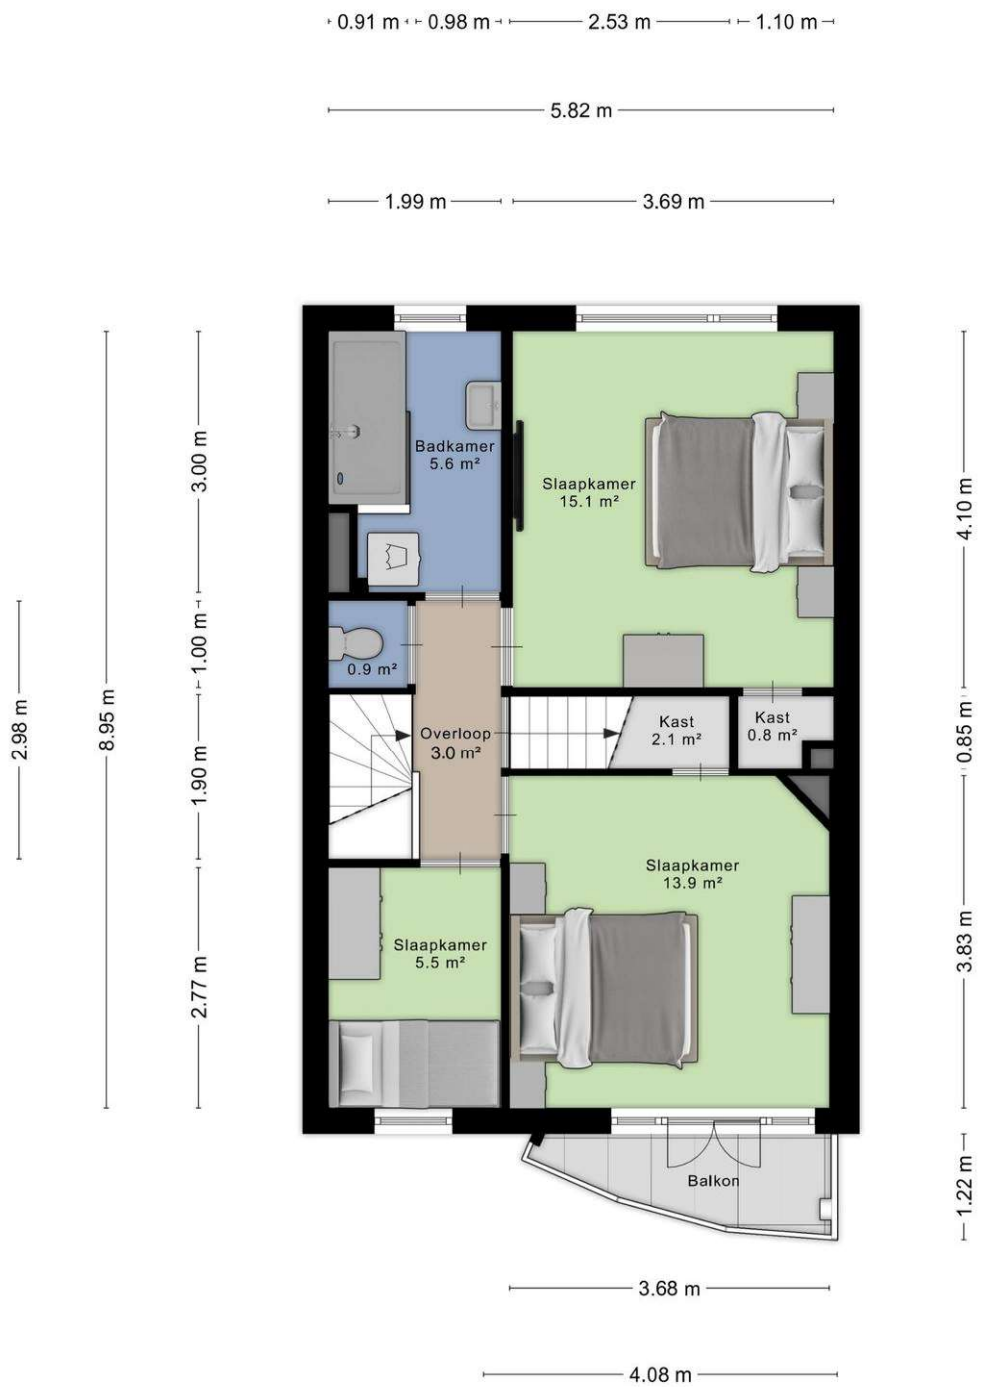 0.91 m
0.98 m
2.53 m
1.10 m
5.82 m
1.99 m
3.69 m
Badkamer
5.6 m²
Slaapkamer
15.1 m²
3.00 m
4.10 m
1.00 m
0.9 m²
2.98 m
8.95 m
Overloop
3.0 m²
Kast
2.1 m²
Kast
0.8 m²
0.85 m
1.90 m
Slaapkamer
13.9 m²
Slaapkamer
5.5 m²
2.77 m
3.83 m
Balkon
1.22 m
3.68 m
4.08 m